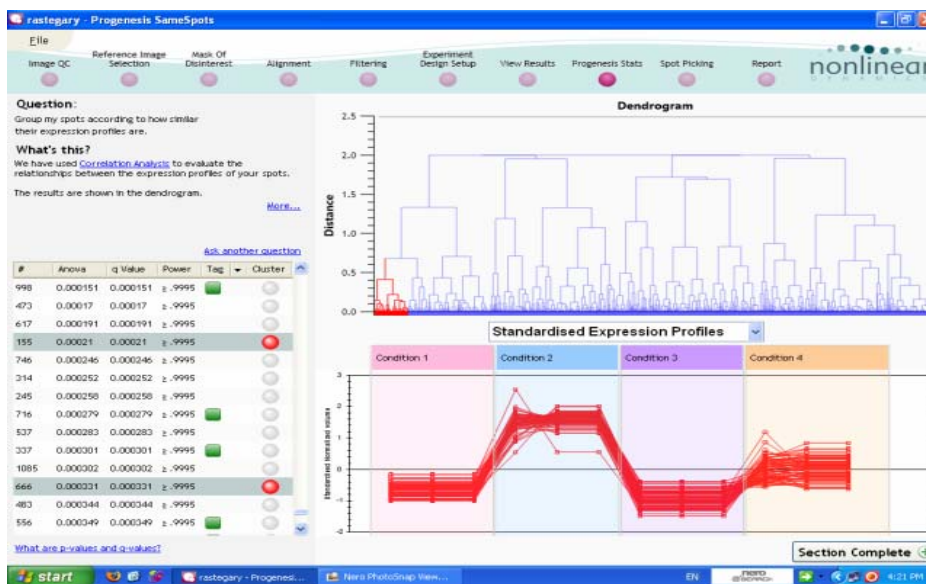 rastegary - Progenesis SameSpots
File
Image QC
Reference Image Selection
Mask Of Disinterest
Alignment
Filtering
Experiment Design Setup
View Results
Progenesis Stats
Spot Picking
Report
nonlinear
DYNAMICS
Question:
Group my spots according to how similar
their expression profiles are.
What's this?
We have used Correlation Analysis to evaluate the
relationships between the expression profiles of your spots.
The results are shown in the dendrogram.
More...
Ask another question
# Anova q Value Power Tag Cluster
998 0.000151 0.000151 ≥ .9995
473 0.00017 0.00017 ≥ .9995
617 0.000191 0.000191 ≥ .9995
155 0.00021 0.00021 ≥ .9995
746 0.000246 0.000246 ≥ .9995
314 0.000252 0.000252 ≥ .9995
245 0.000258 0.000258 ≥ .9995
716 0.000279 0.000279 ≥ .9995
537 0.000283 0.000283 ≥ .9995
337 0.000301 0.000301 ≥ .9995
1085 0.000302 0.000302 ≥ .9995
666 0.000331 0.000331 ≥ .9995
483 0.000344 0.000344 ≥ .9995
556 0.000349 0.000349 ≥ .9995
What are p-values and q-values?
Dendrogram
Distance
2.5
2.0
1.5
1.0
0.5
0.0
Standardised Expression Profiles
Condition 1
Condition 2
Condition 3
Condition 4
Standardised Normalised Volume
3
2
1
0
-1
-2
Section Complete
start
rastegary - Progenesi...
Nero PhotoSnap View...
EN
nero
SEARCH
4:21 PM